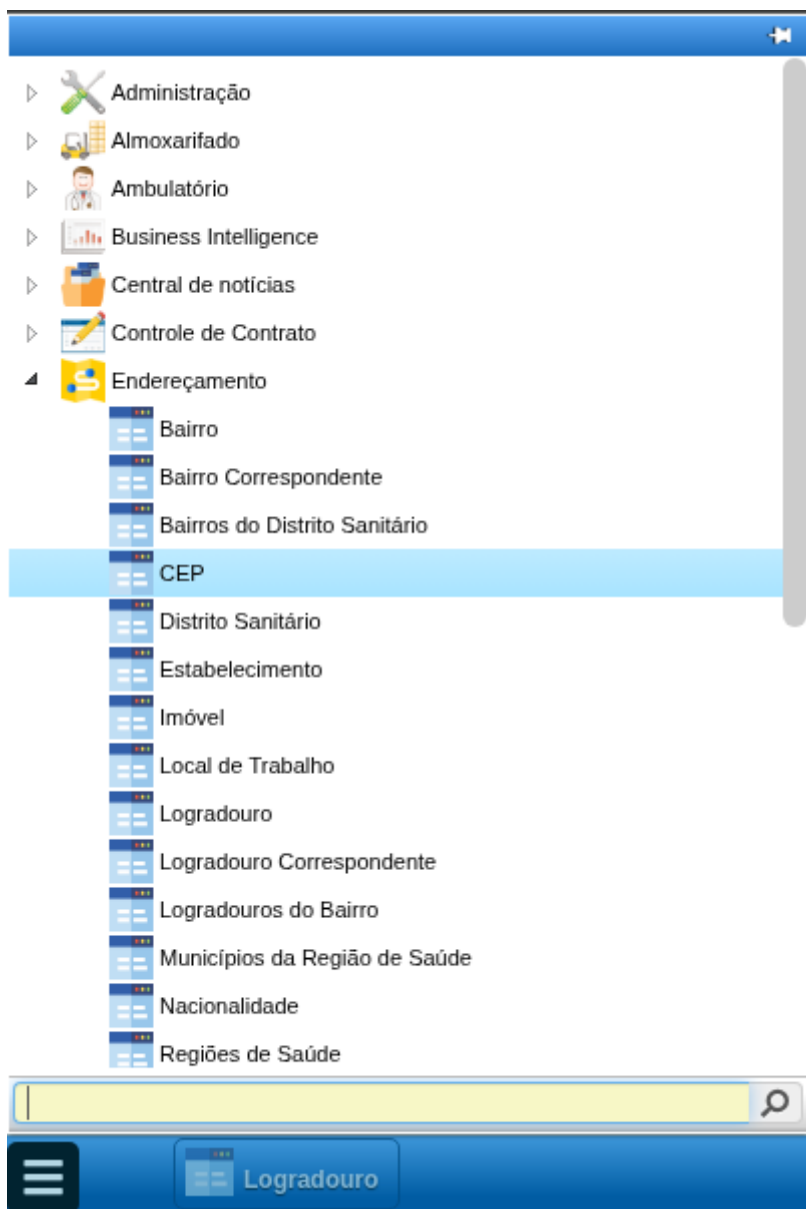 Administração
Almoxarifado
Ambulatório
Business Intelligence
Central de notícias
Controle de Contrato
Endereçamento
Bairro
Bairro Correspondente
Bairros do Distrito Sanitário
CEP
Distrito Sanitário
Estabelecimento
Imóvel
Local de Trabalho
Logradouro
Logradouro Correspondente
Logradouros do Bairro
Municípios da Região de Saúde
Nacionalidade
Regiões de Saúde
Logradouro